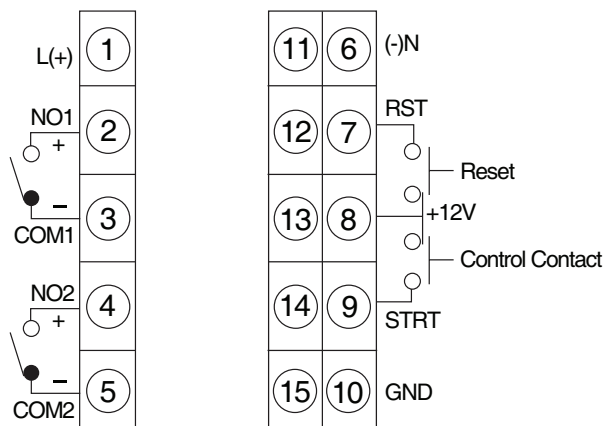 L(+) 1 11 6 (-)N
NO1 2 12 7 RST
+
Reset
−
COM1 3 13 8 +12V
Control Contact
NO2 4 14 9 STRT
+
−
COM2 5 15 10 GND